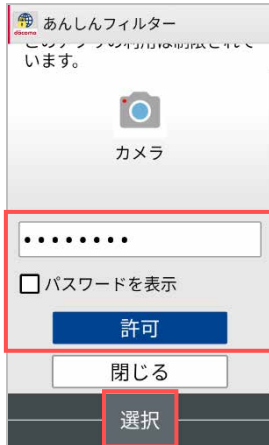 docomo
あんしんフィルター
このアプリの利用は制限されて
います。
カメラ
••••••••
パスワードを表示
許可
閉じる
選択